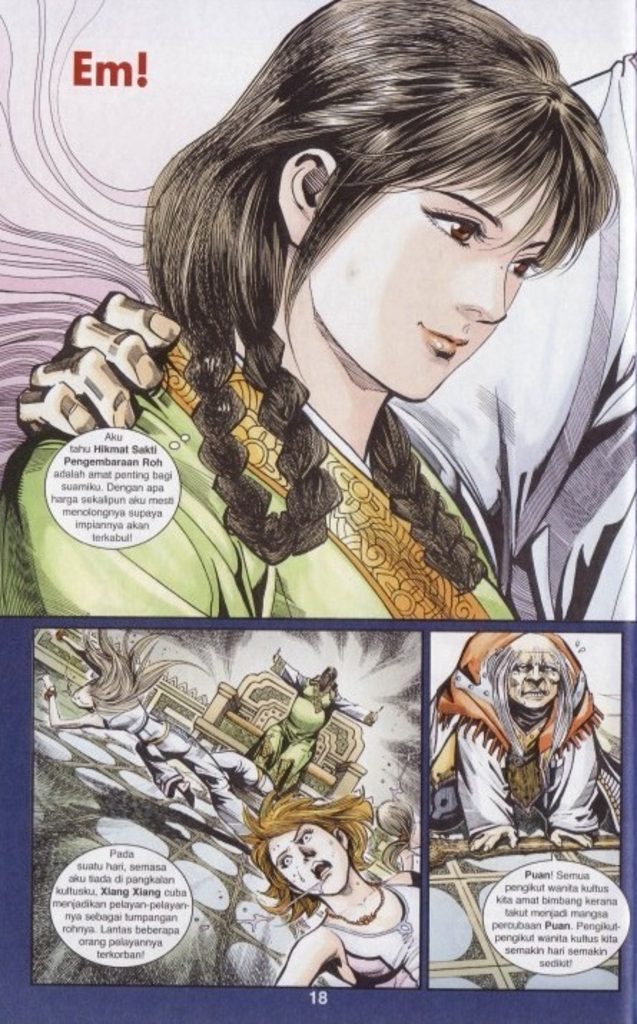 Em!
Aku
tahu Hikmat Sakti
Pengembaraan Roh
adalah amat penting bagi
suamiku. Dengan apa
harga sekalipun aku mesti
menolongnya supaya
impiannya akan
terkabul!
Pada
suatu hari, semasa
aku tiada di pangkalan
kultusku, Xiang Xiang cuba
menjadikan pelayan-pelayan-
nya sebagai tumpangan
rohnya. Lantas beberapa
orang pelayannya
terkorban!
Puan! Semua
pengikut wanita kultus
kita amat bimbang kerana
takut menjadi mangsa
percubaan Puan. Pengikut-
pengikut wanita kultus kita
semakin hari semakin
sedikit!
18